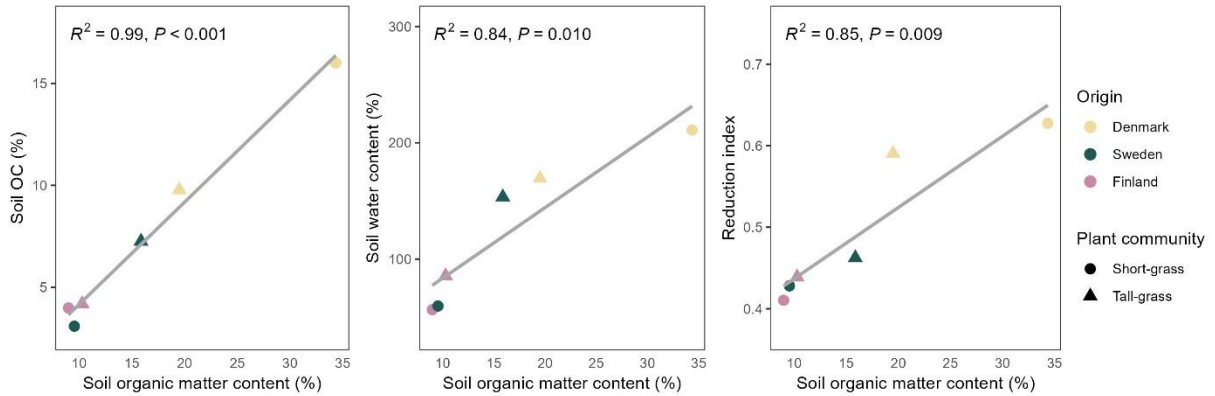 R² = 0.99, P < 0.001
15
10
5
Soil OC (%)
10 15 20 25 30 35
Soil organic matter content (%)
R² = 0.84, P = 0.010
300
200
100
Soil water content (%)
10 15 20 25 30 35
Soil organic matter content (%)
R² = 0.85, P = 0.009
0.7
0.6
0.5
0.4
Reduction index
10 15 20 25 30 35
Soil organic matter content (%)
Origin
Denmark
Sweden
Finland
Plant community
Short-grass
Tall-grass